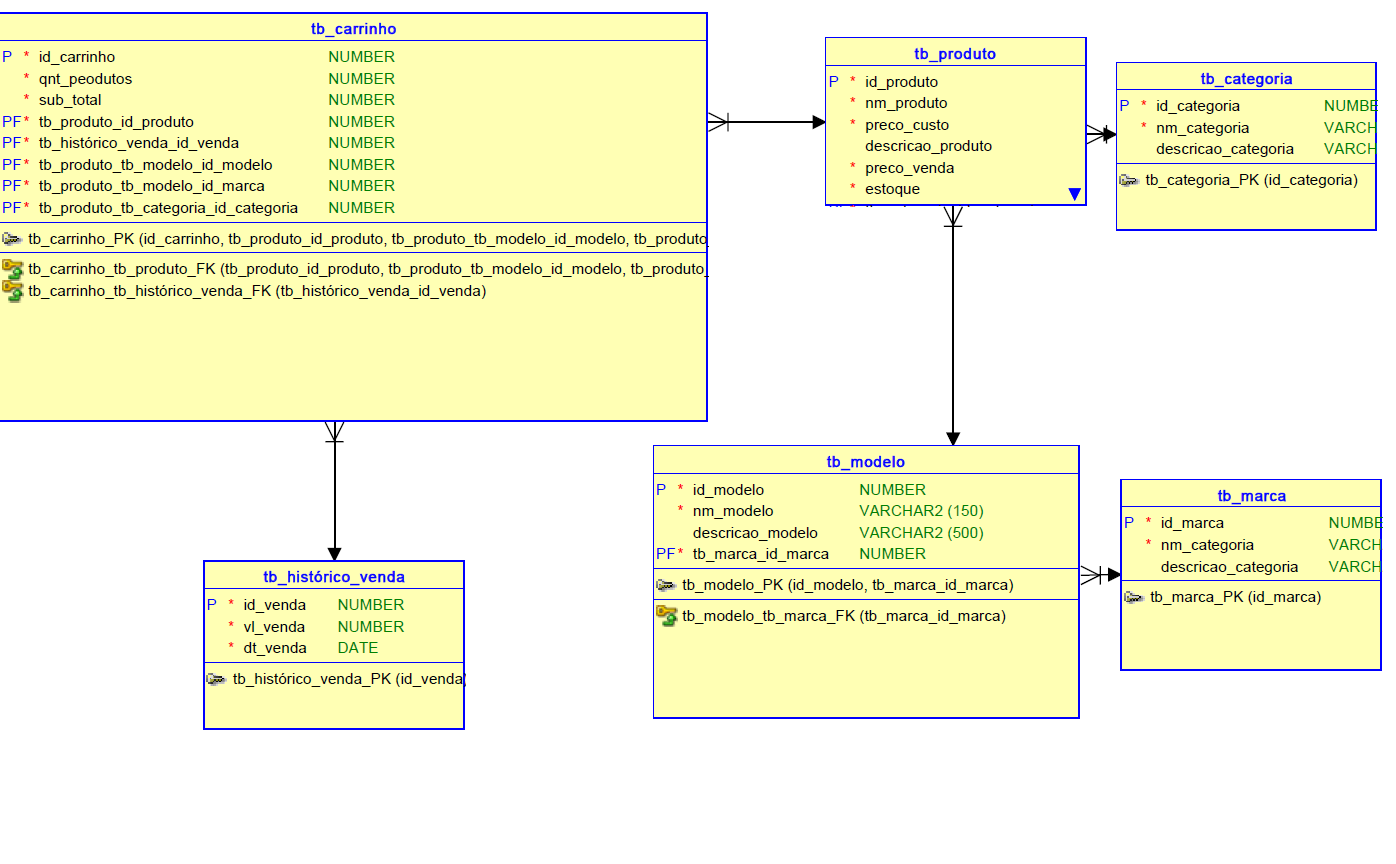 tb_carrinho
P * id_carrinho NUMBER
* qnt_peodutos NUMBER
* sub_total NUMBER
PF* tb_produto_id_produto NUMBER
PF* tb_histórico_venda_id_venda NUMBER
PF* tb_produto_tb_modelo_id_modelo NUMBER
PF* tb_produto_tb_modelo_id_marca NUMBER
PF* tb_produto_tb_categoria_id_categoria NUMBER
tb_carrinho_PK (id_carrinho, tb_produto_id_produto, tb_produto_tb_modelo_id_modelo, tb_produto
tb_carrinho_tb_produto_FK (tb_produto_id_produto, tb_produto_tb_modelo_id_modelo, tb_produto_
tb_carrinho_tb_histórico_venda_FK (tb_histórico_venda_id_venda)
tb_produto
P * id_produto
* nm_produto
* preco_custo
descricao_produto
* preco_venda
* estoque
tb_categoria
P * id_categoria NUMBE
* nm_categoria VARCH
descricao_categoria VARCH
tb_categoria_PK (id_categoria)
tb_histórico_venda
P * id_venda NUMBER
* vl_venda NUMBER
* dt_venda DATE
tb_histórico_venda_PK (id_venda
tb_modelo
P * id_modelo NUMBER
* nm_modelo VARCHAR2 (150)
descricao_modelo VARCHAR2 (500)
PF* tb_marca_id_marca NUMBER
tb_modelo_PK (id_modelo, tb_marca_id_marca)
tb_modelo_tb_marca_FK (tb_marca_id_marca)
tb_marca
P * id_marca NUMBE
* nm_categoria VARCH
descricao_categoria VARCH
tb_marca_PK (id_marca)